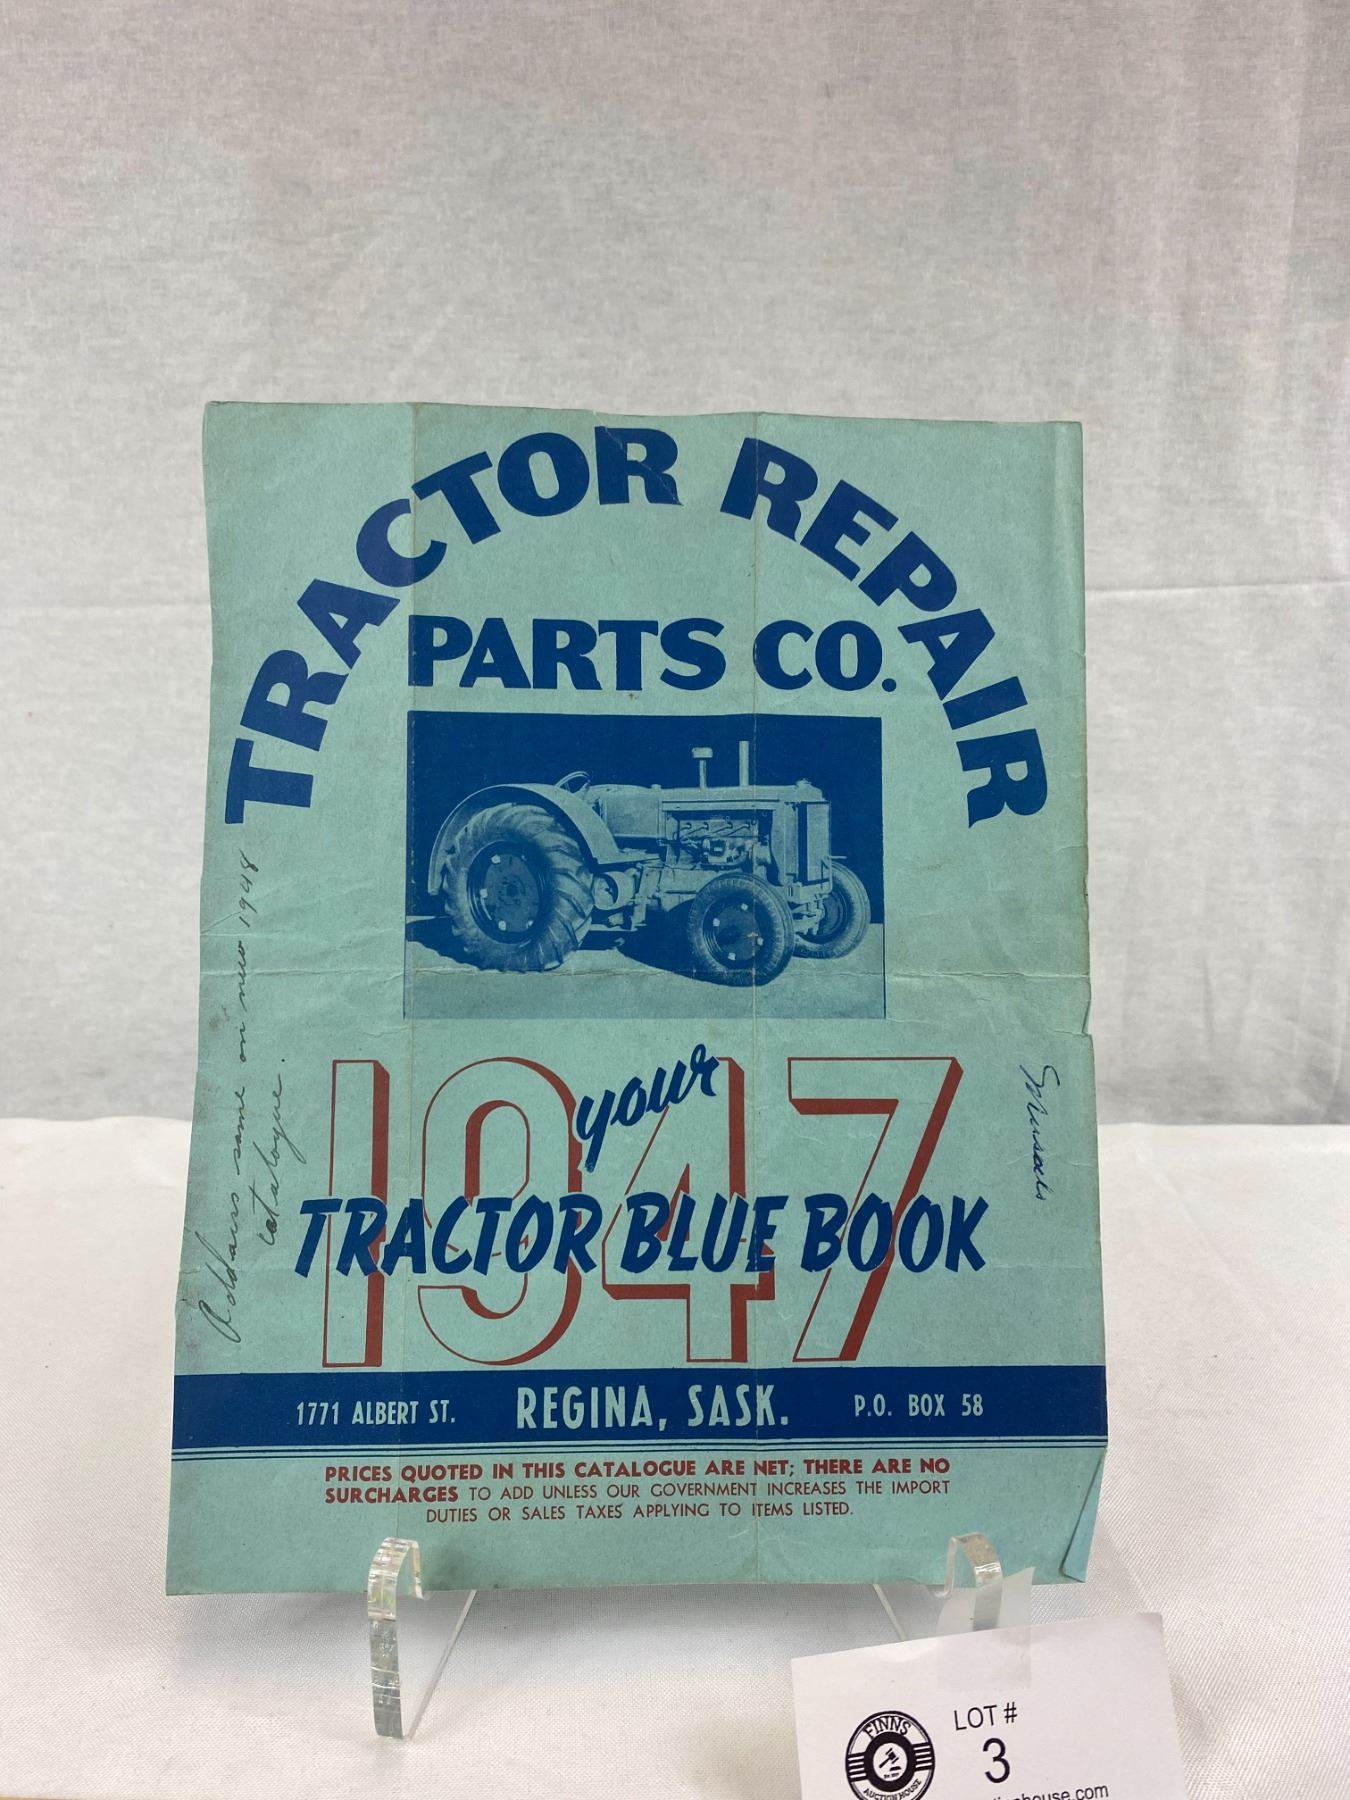 TRACTOR REPAIR
PARTS CO.
your
1947
TRACTOR BLUE BOOK
Address same on new 1948
catalogue.
1771 ALBERT ST. REGINA, SASK. P.O. BOX 58
PRICES QUOTED IN THIS CATALOGUE ARE NET; THERE ARE NO
SURCHARGES TO ADD UNLESS OUR GOVERNMENT INCREASES THE IMPORT
DUTIES OR SALES TAXES APPLYING TO ITEMS LISTED.
FINNS
AUCTION HOUSE
LOT #
3